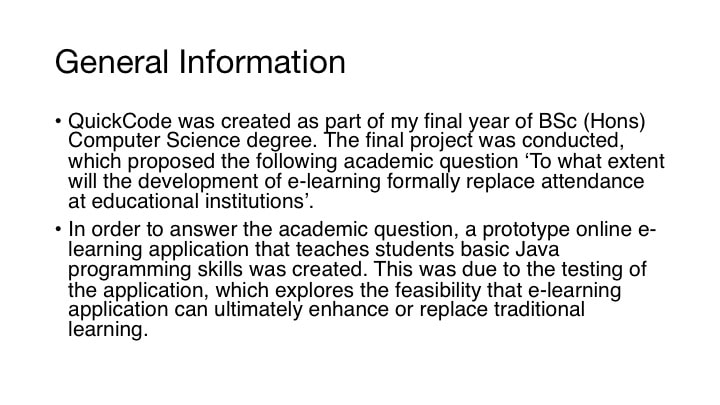 General Information
• QuickCode was created as part of my final year of BSc (Hons)
Computer Science degree. The final project was conducted,
which proposed the following academic question ‘To what extent
will the development of e-learning formally replace attendance
at educational institutions’.
• In order to answer the academic question, a prototype online e-
learning application that teaches students basic Java
programming skills was created. This was due to the testing of
the application, which explores the feasibility that e-learning
application can ultimately enhance or replace traditional
learning.